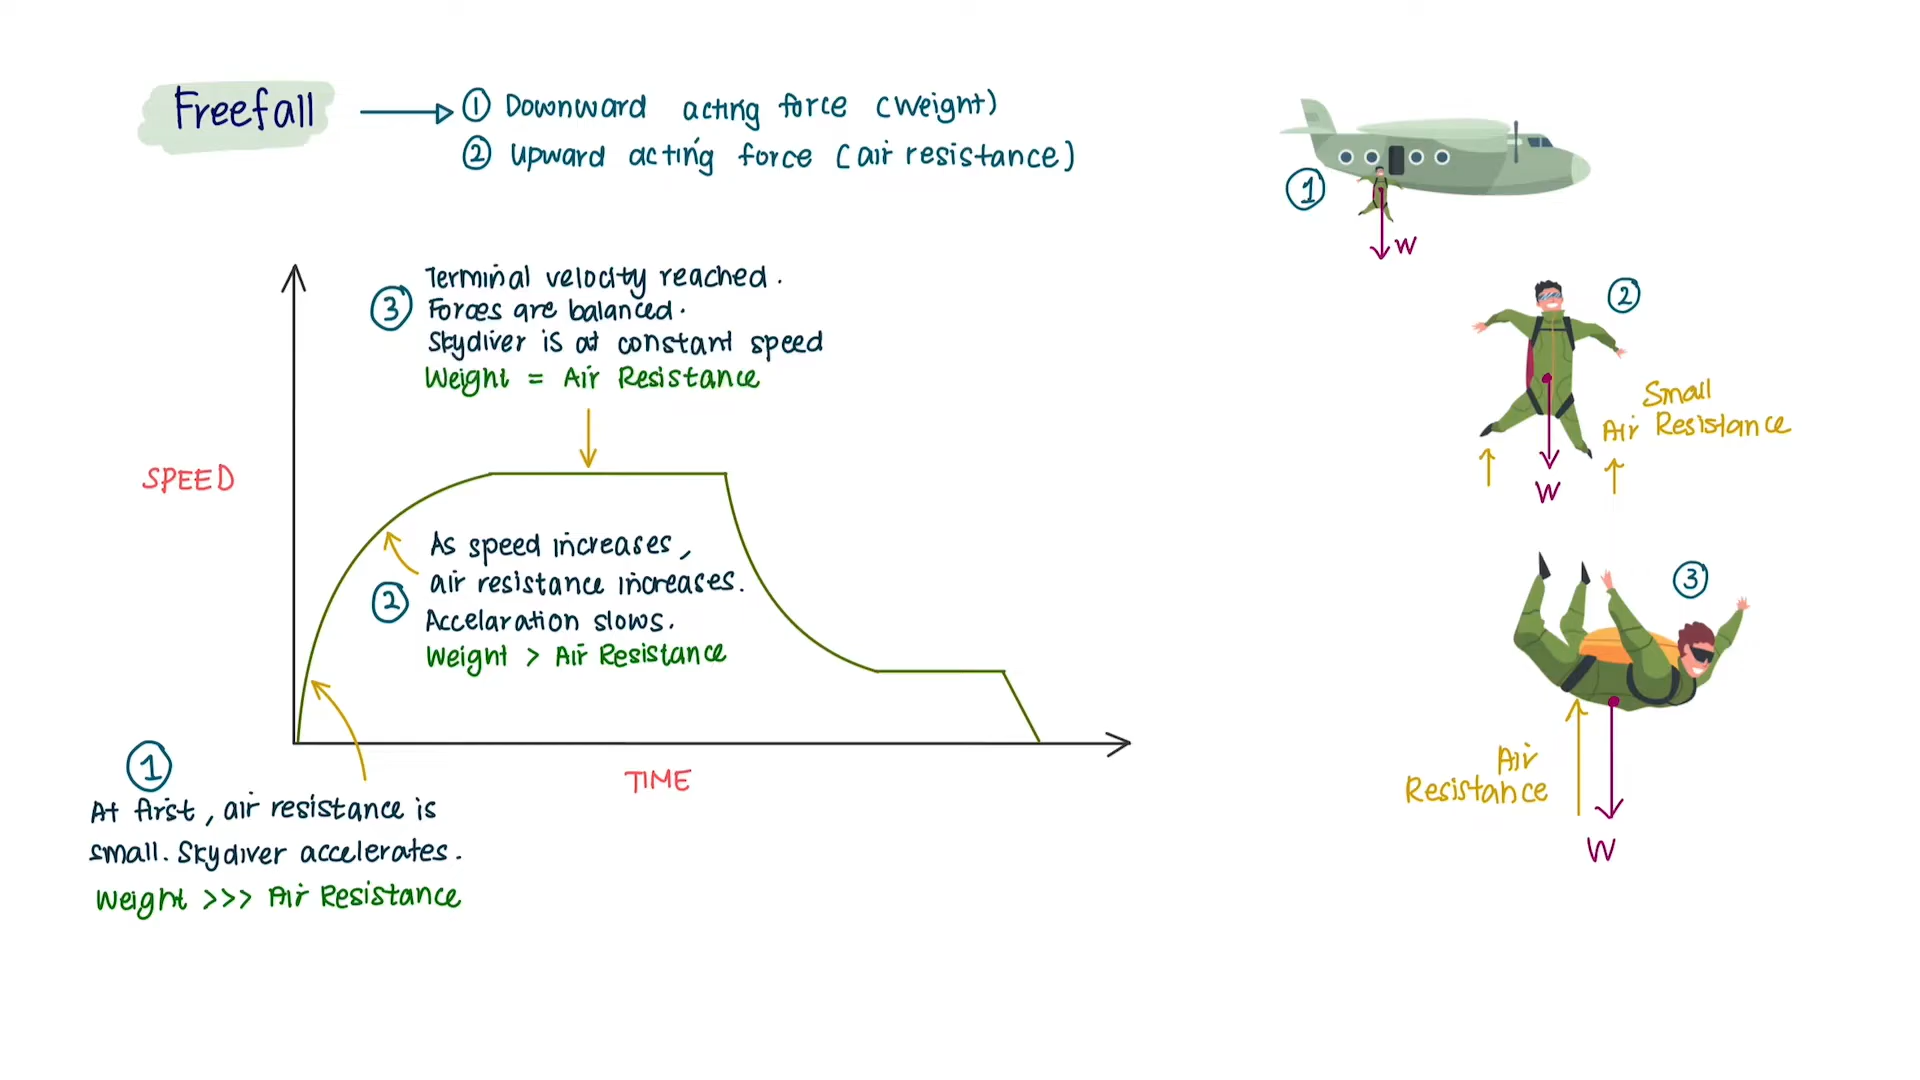 Freefall
① Downward acting force (weight)
② upward acting force (air resistance)
③
Terminal velocity reached.
Forces are balanced.
Skydiver is at constant speed
Weight = Air Resistance
SPEED
②
As speed increases,
air resistance increases.
Accelaration slows.
Weight > Air Resistance
TIME
①
At first, air resistance is
small. Skydiver accelerates.
Weight >>> Air Resistance
①
W
②
Small
Air Resistance
W
③
Air
Resistance
W